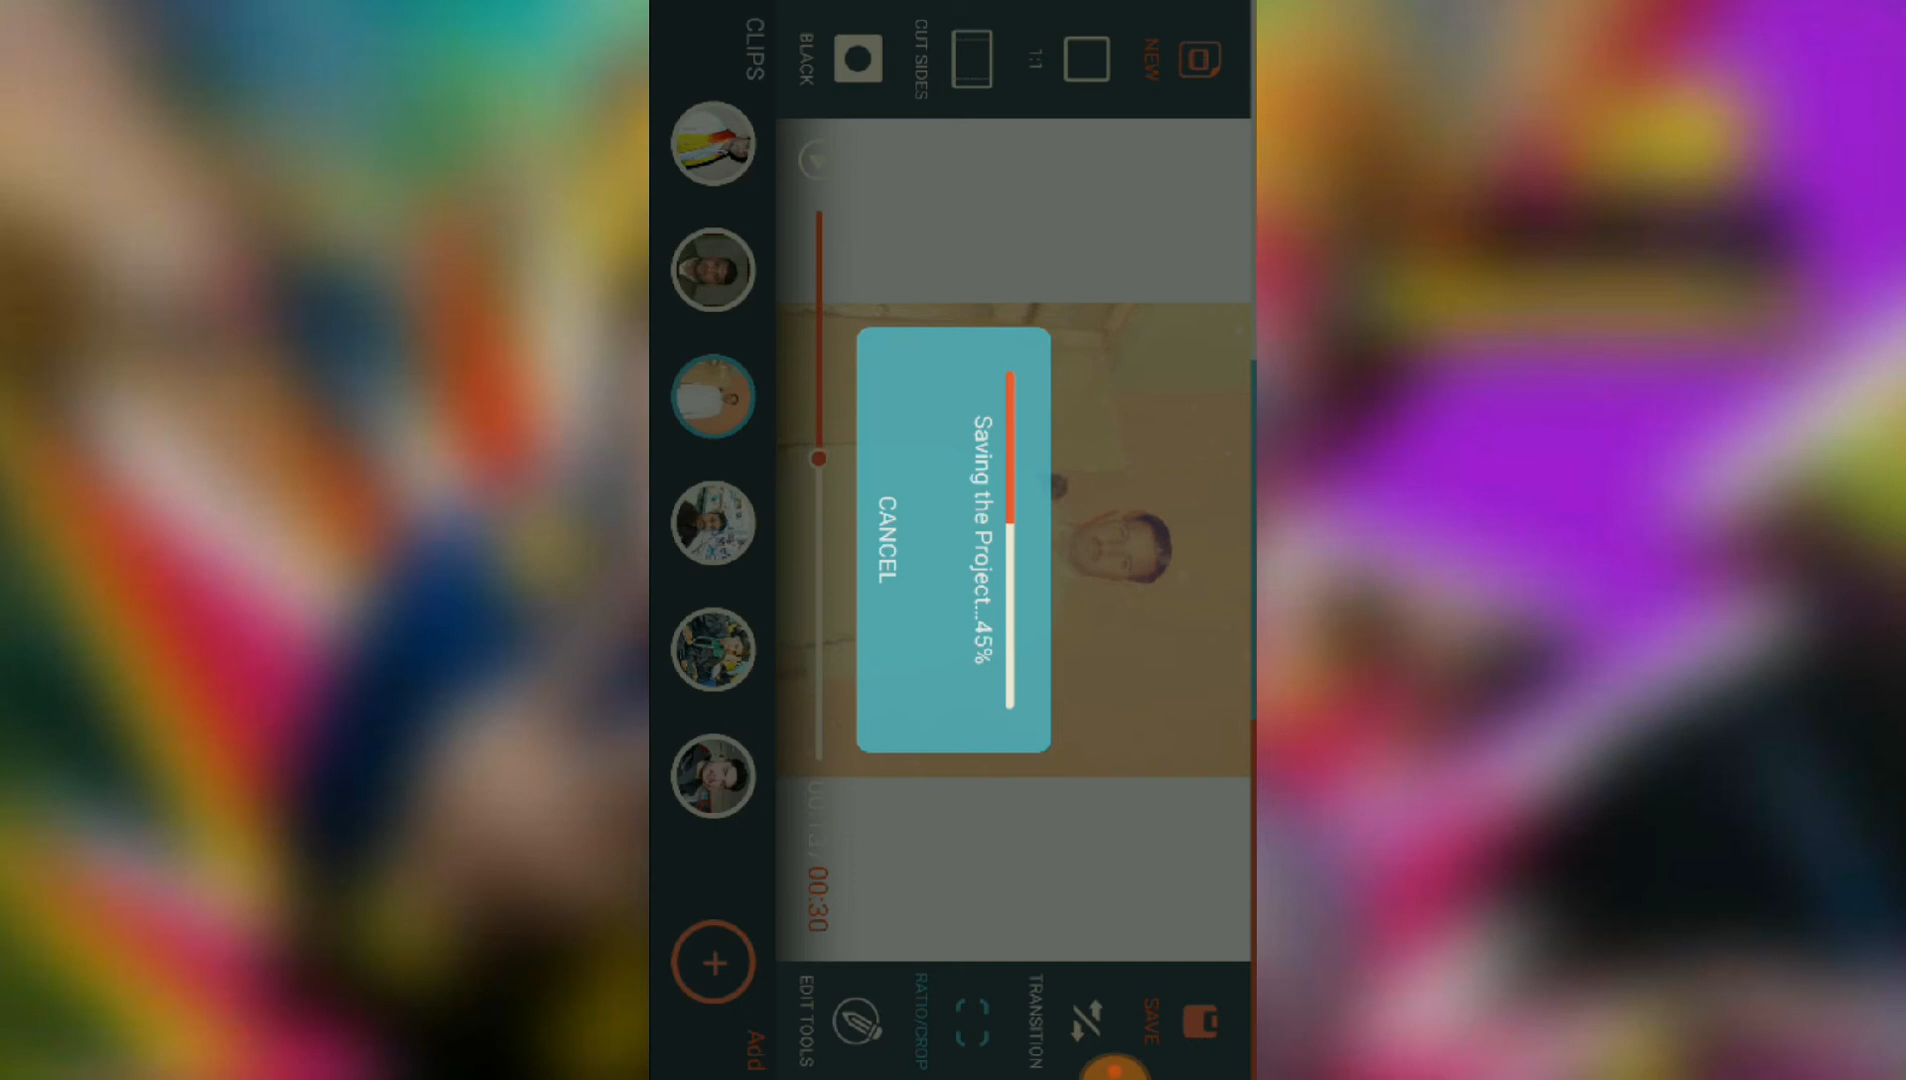 NEW
1:1
CUT SIDES
BLACK
SAVE
TRANSITION
RATIO/CROP
EDIT TOOLS
Saving the Project...45%
CANCEL
/ 00:30
CLIPS
Add